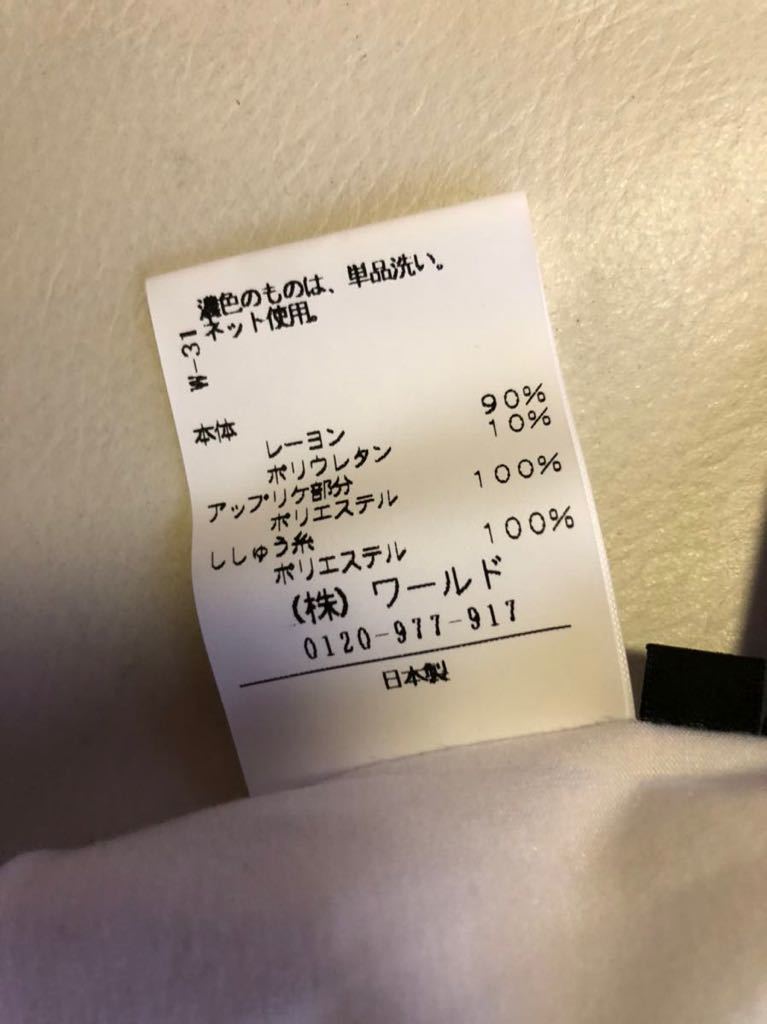 濃色のものは、単品洗い。
ネット使用。
W-31
本体
レーヨン 90%
ポリウレタン 10%
アップリケ部分
ポリエステル 100%
ししゅう糸
ポリエステル 100%
(株) ワールド
0120-977-917
日本製